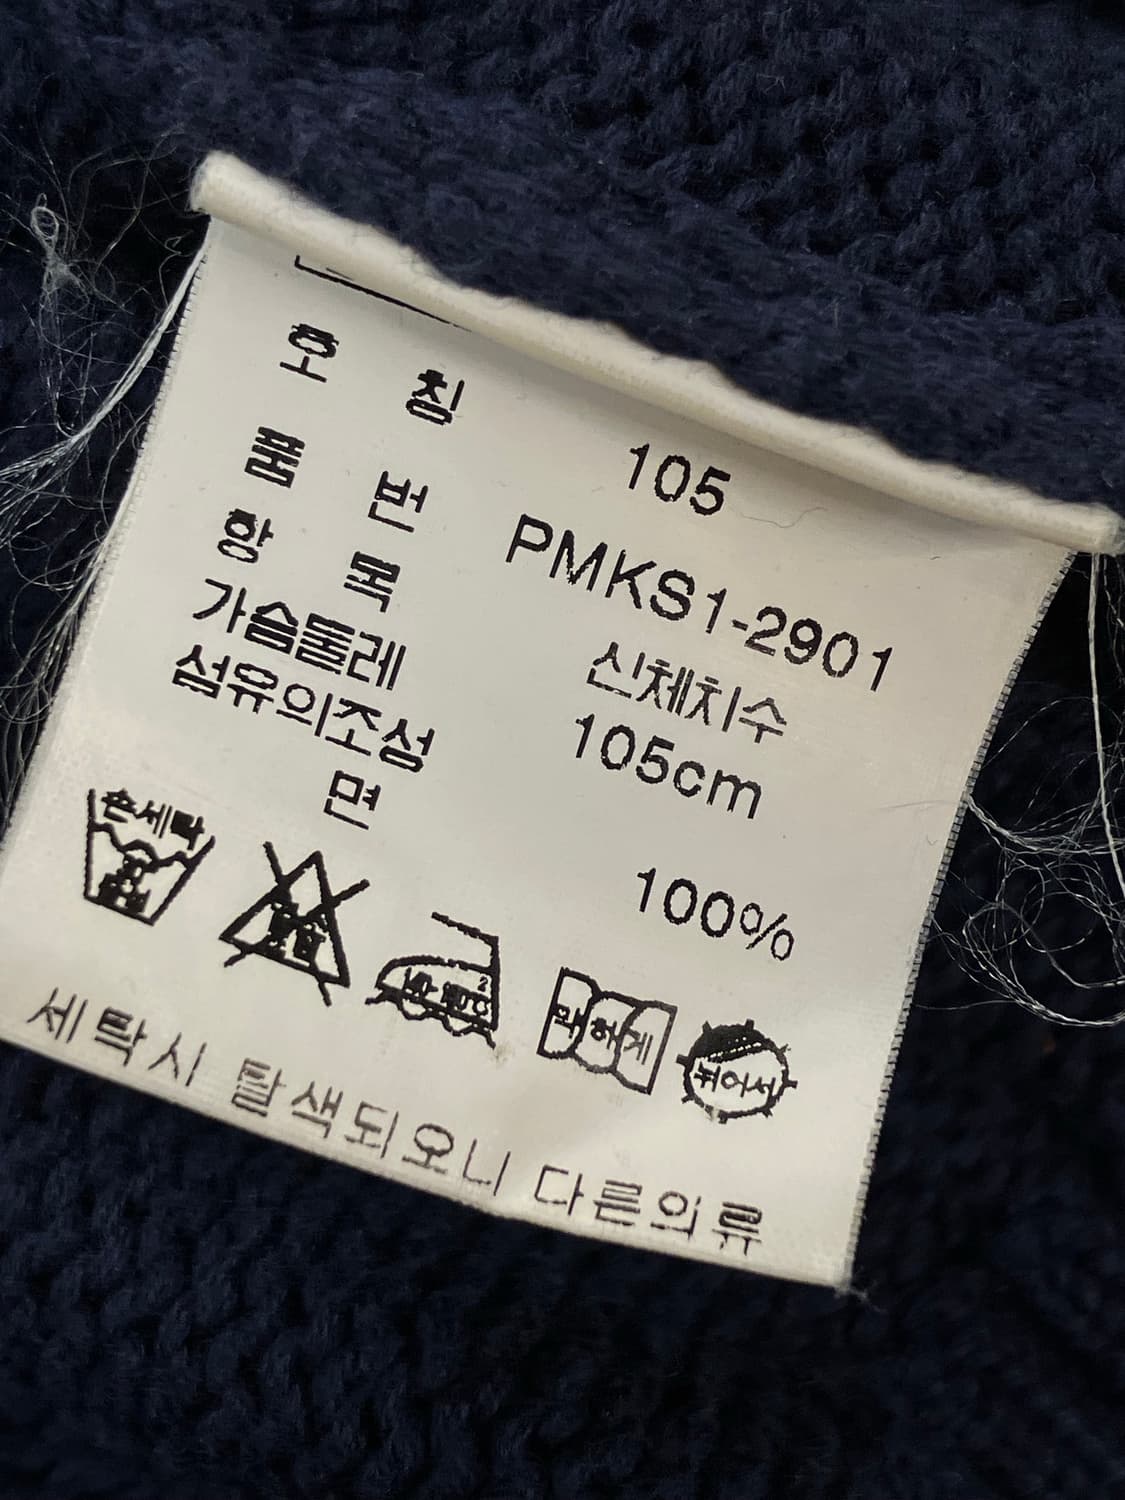 호 칭 105
품 번 PMKS1-2901
항 목 신체치수
가슴둘레 105cm
섬유의조성
면 100%
손세탁
약하게
뉘어서
세탁시 탈색되오니 다른의류